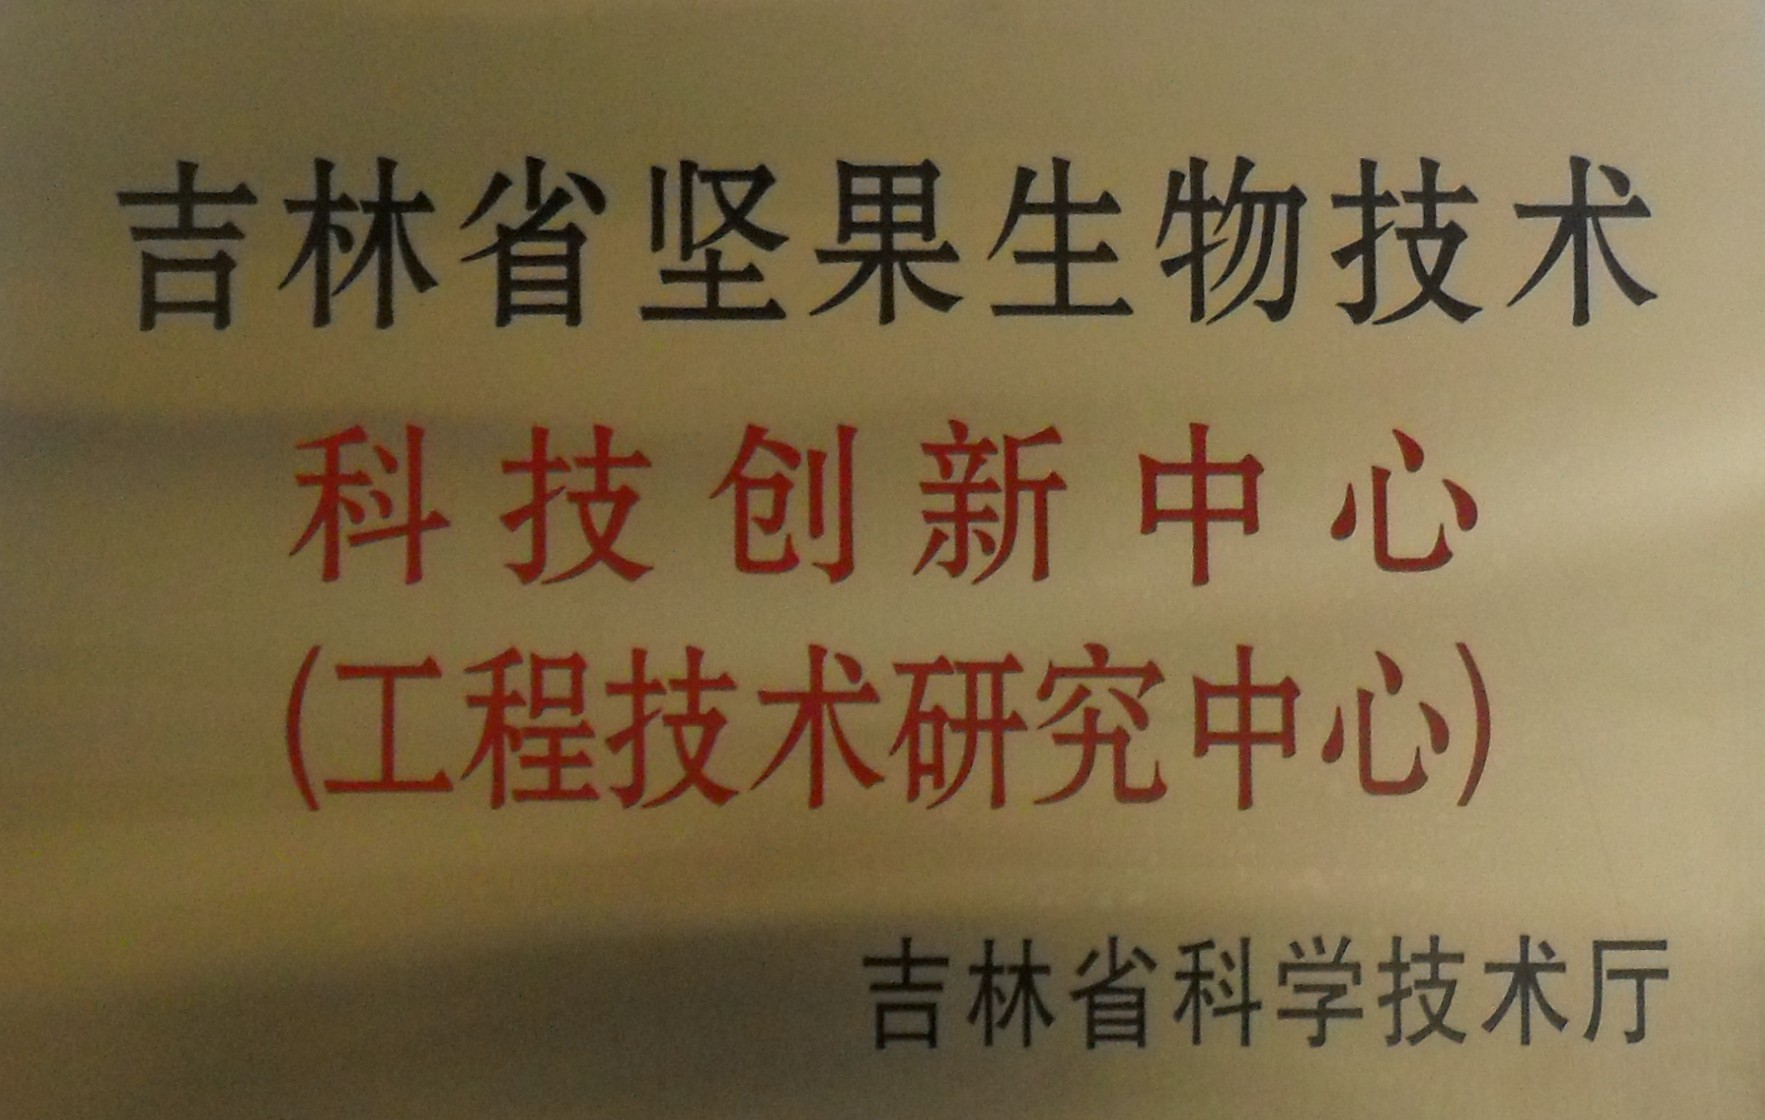 吉林省坚果生物技术
科技创新中心
(工程技术研究中心)
吉林省科学技术厅